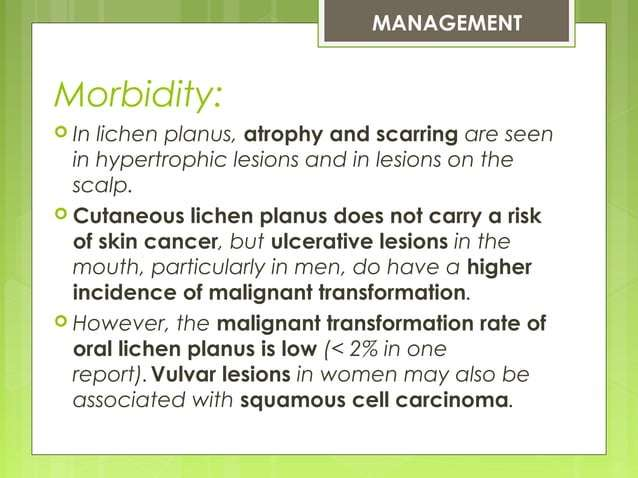 MANAGEMENT
Morbidity:
In lichen planus, atrophy and scarring are seen
in hypertrophic lesions and in lesions on the
scalp.
Cutaneous lichen planus does not carry a risk
of skin cancer, but ulcerative lesions in the
mouth, particularly in men, do have a higher
incidence of malignant transformation.
However, the malignant transformation rate of
oral lichen planus is low (< 2% in one
report). Vulvar lesions in women may also be
associated with squamous cell carcinoma.